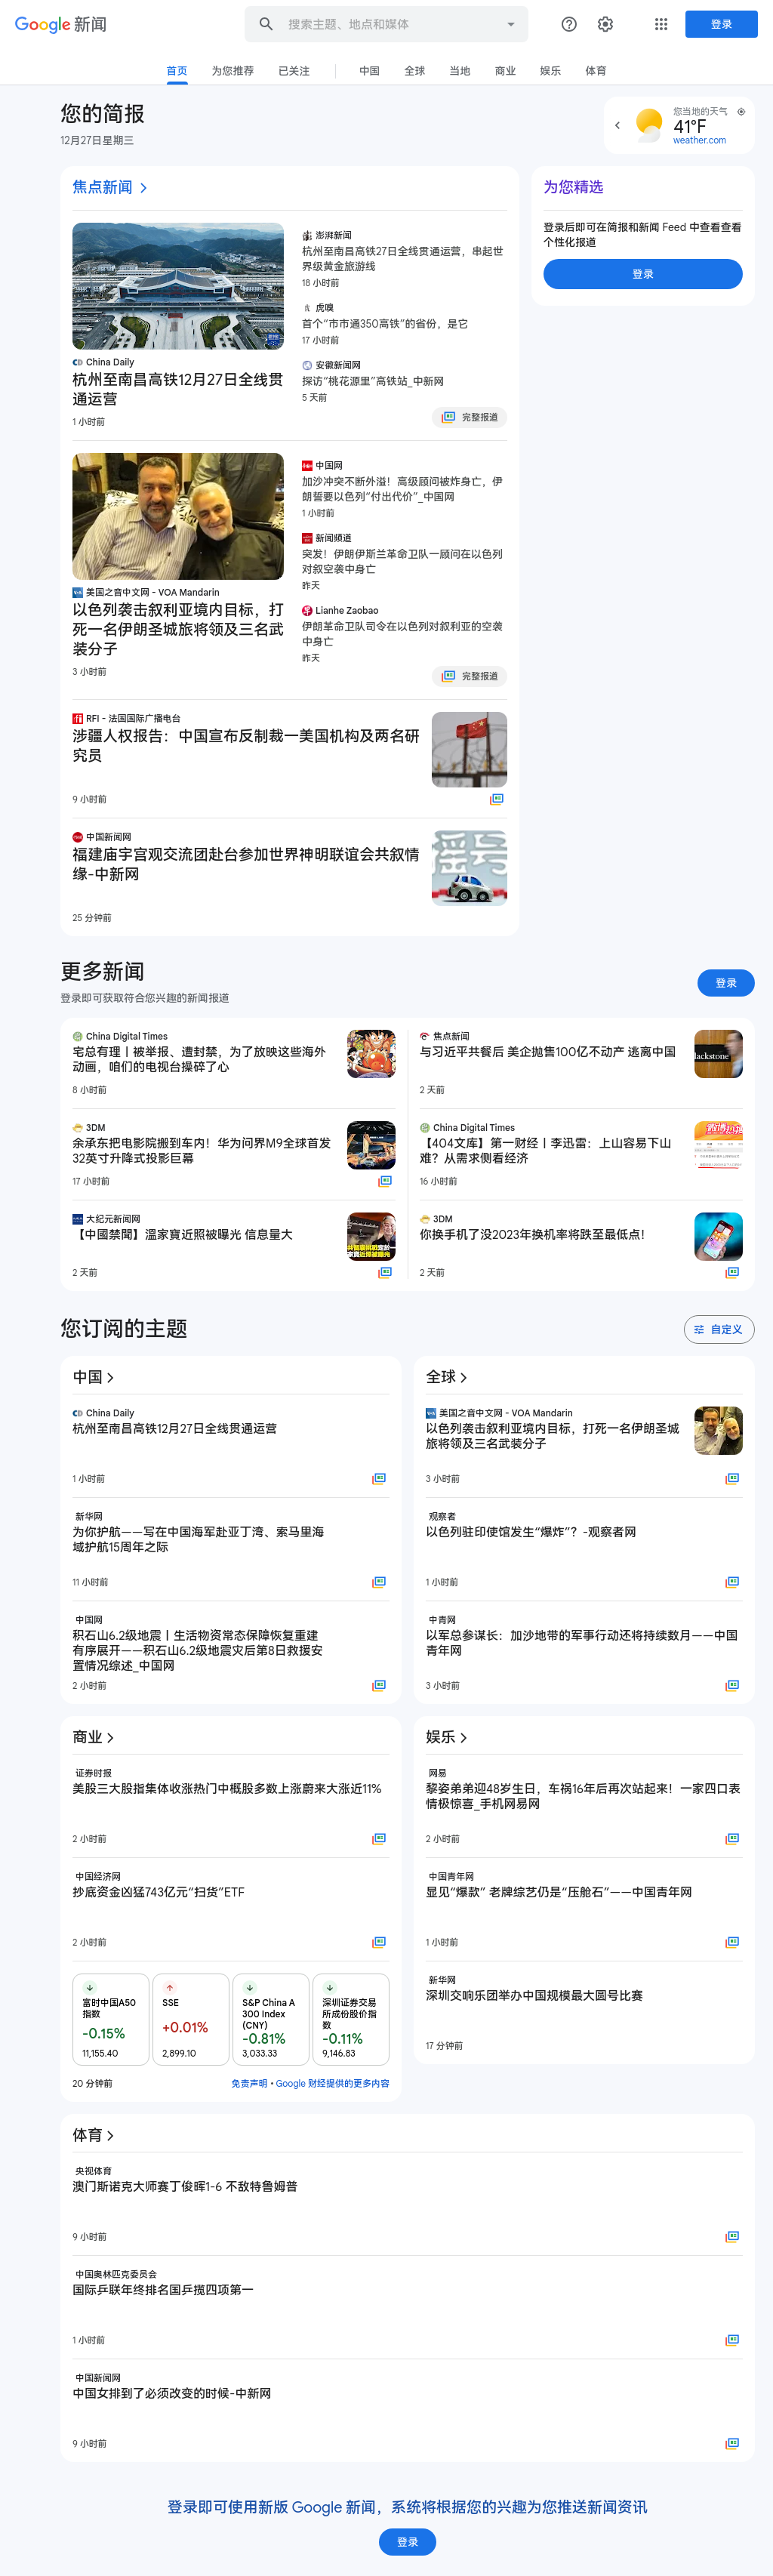 Google 新闻
搜索主题、地点和媒体
登录
首页
为您推荐
已关注
中国
全球
当地
商业
娱乐
体育
您的简报
12月27日星期三
您当地的天气
41°F
weather.com
焦点新闻
China Daily
杭州至南昌高铁12月27日全线贯
通运营
1 小时前
澎湃新闻
杭州至南昌高铁27日全线贯通运营，串起世
界级黄金旅游线
18 小时前
虎嗅
首个“市市通350高铁”的省份，是它
17 小时前
安徽新闻网
探访“桃花源里”高铁站_中新网
5 天前
完整报道
美国之音中文网 - VOA Mandarin
以色列袭击叙利亚境内目标，打
死一名伊朗圣城旅将领及三名武
装分子
3 小时前
中国网
加沙冲突不断外溢！高级顾问被炸身亡，伊
朗誓要以色列“付出代价”_中国网
1 小时前
新闻频道
突发！伊朗伊斯兰革命卫队一顾问在以色列
对叙空袭中身亡
昨天
Lianhe Zaobao
伊朗革命卫队司令在以色列对叙利亚的空袭
中身亡
昨天
完整报道
RFI - 法国国际广播电台
涉疆人权报告：中国宣布反制裁一美国机构及两名研
究员
9 小时前
中国新闻网
福建庙宇宫观交流团赴台参加世界神明联谊会共叙情
缘-中新网
25 分钟前
为您精选
登录后即可在简报和新闻 Feed 中查看查看
个性化报道
登录
更多新闻
登录即可获取符合您兴趣的新闻报道
登录
China Digital Times
宅总有理丨被举报、遭封禁，为了放映这些海外
动画，咱们的电视台操碎了心
8 小时前
焦点新闻
与习近平共餐后 美企抛售100亿不动产 逃离中国
lackstone
2 天前
3DM
余承东把电影院搬到车内！华为问界M9全球首发
32英寸升降式投影巨幕
17 小时前
China Digital Times
【404文库】第一财经丨李迅雷：上山容易下山
难？从需求侧看经济
16 小时前
大纪元新闻网
【中國禁聞】溫家寶近照被曝光 信息量大
2 天前
3DM
你换手机了没2023年换机率将跌至最低点！
2 天前
您订阅的主题
自定义
中国
China Daily
杭州至南昌高铁12月27日全线贯通运营
1 小时前
新华网
为你护航——写在中国海军赴亚丁湾、索马里海
域护航15周年之际
11 小时前
中国网
积石山6.2级地震丨生活物资常态保障恢复重建
有序展开——积石山6.2级地震灾后第8日救援安
置情况综述_中国网
2 小时前
全球
美国之音中文网 - VOA Mandarin
以色列袭击叙利亚境内目标，打死一名伊朗圣城
旅将领及三名武装分子
3 小时前
观察者
以色列驻印使馆发生“爆炸”？-观察者网
1 小时前
中青网
以军总参谋长：加沙地带的军事行动还将持续数月——中国
青年网
3 小时前
商业
证券时报
美股三大股指集体收涨热门中概股多数上涨蔚来大涨近11%
2 小时前
中国经济网
抄底资金凶猛743亿元“扫货”ETF
2 小时前
富时中国A50
指数
-0.15%
11,155.40
SSE
+0.01%
2,899.10
S&P China A
300 Index
(CNY)
-0.81%
3,033.33
深圳证券交易
所成份股价指
数
-0.11%
9,146.83
20 分钟前
免责声明 • Google 财经提供的更多内容
娱乐
网易
黎姿弟弟迎48岁生日，车祸16年后再次站起来！一家四口表
情极惊喜_手机网易网
2 小时前
中国青年网
显见“爆款” 老牌综艺仍是“压舱石”——中国青年网
1 小时前
新华网
深圳交响乐团举办中国规模最大圆号比赛
17 分钟前
体育
央视体育
澳门斯诺克大师赛丁俊晖1-6 不敌特鲁姆普
9 小时前
中国奥林匹克委员会
国际乒联年终排名国乒揽四项第一
1 小时前
中国新闻网
中国女排到了必须改变的时候-中新网
9 小时前
登录即可使用新版 Google 新闻，系统将根据您的兴趣为您推送新闻资讯
登录